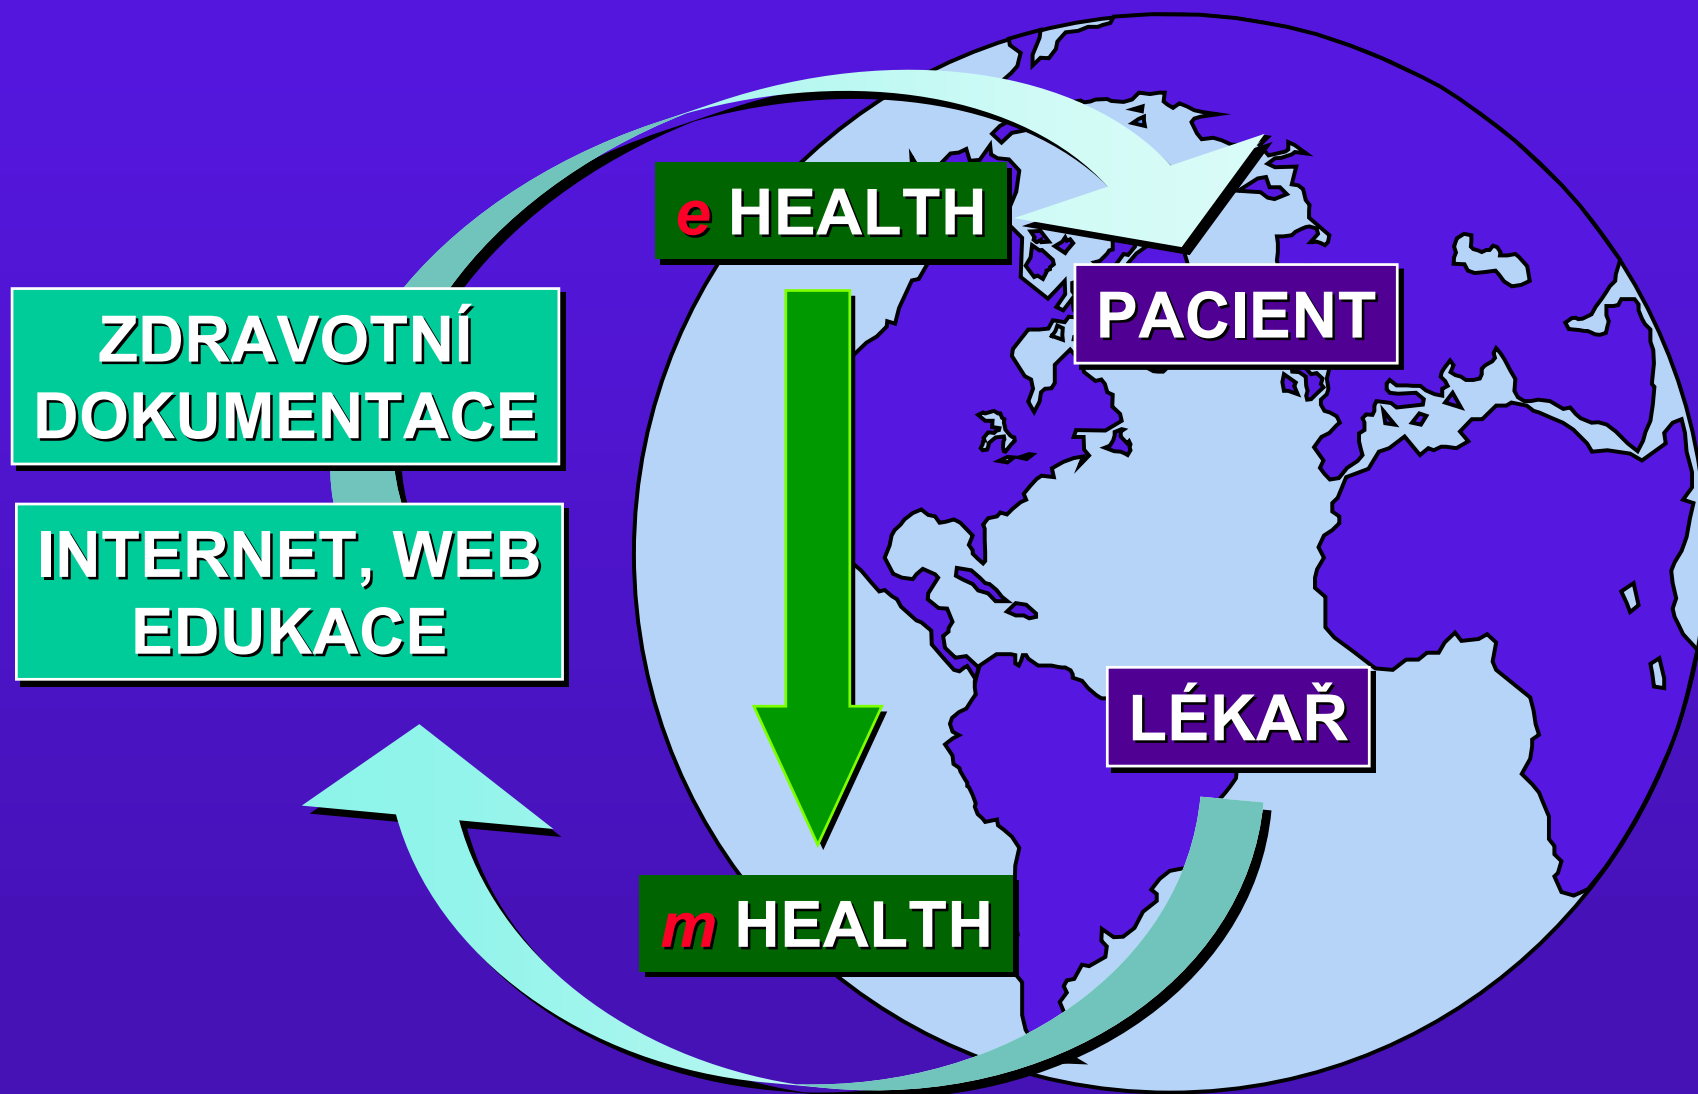 e HEALTH
PACIENT
ZDRAVOTNÍ
DOKUMENTACE
INTERNET, WEB
EDUKACE
LÉKAŘ
m HEALTH